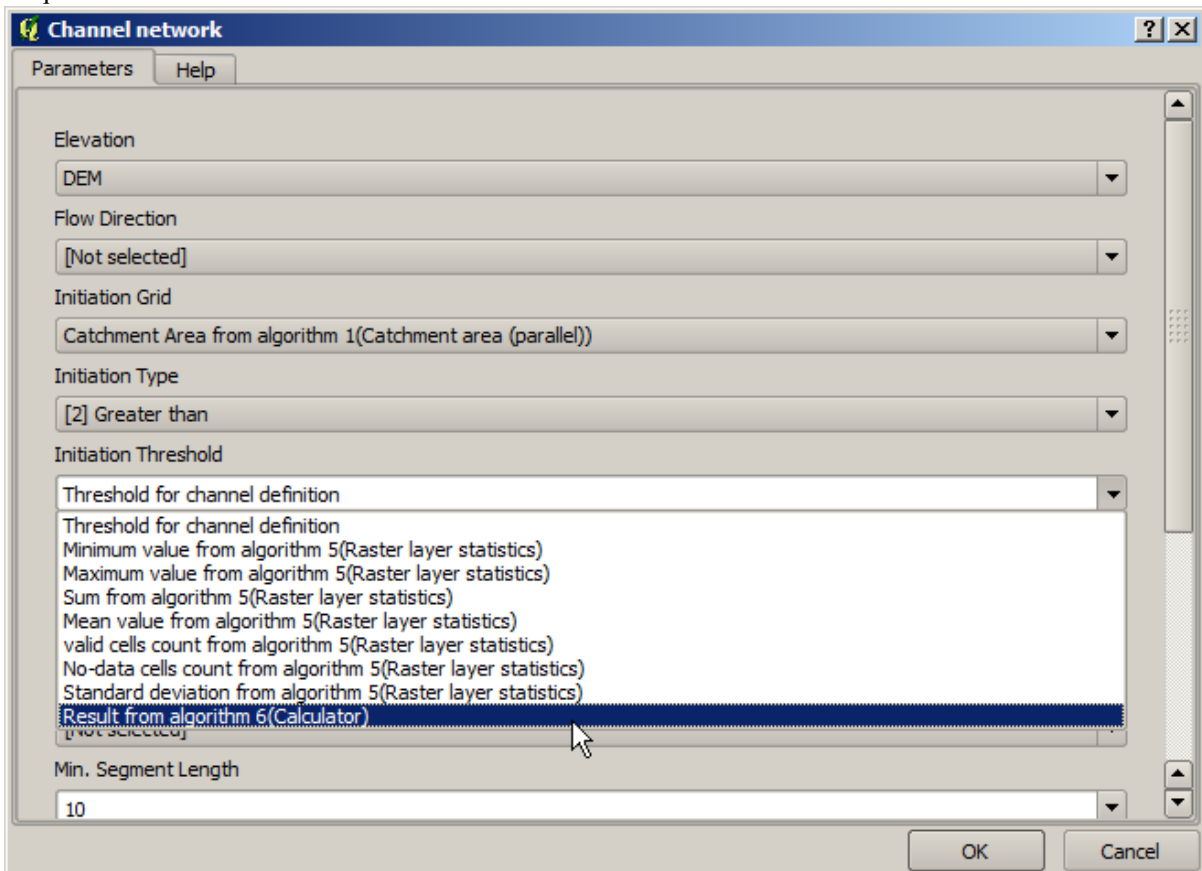 Channel network
Parameters Help
Elevation
DEM
Flow Direction
[Not selected]
Initiation Grid
Catchment Area from algorithm 1(Catchment area (parallel))
Initiation Type
[2] Greater than
Initiation Threshold
Threshold for channel definition
Threshold for channel definition
Minimum value from algorithm 5(Raster layer statistics)
Maximum value from algorithm 5(Raster layer statistics)
Sum from algorithm 5(Raster layer statistics)
Mean value from algorithm 5(Raster layer statistics)
valid cells count from algorithm 5(Raster layer statistics)
No-data cells count from algorithm 5(Raster layer statistics)
Standard deviation from algorithm 5(Raster layer statistics)
Result from algorithm 6(Calculator)
[Not selected]
Min. Segment Length
10
OK Cancel